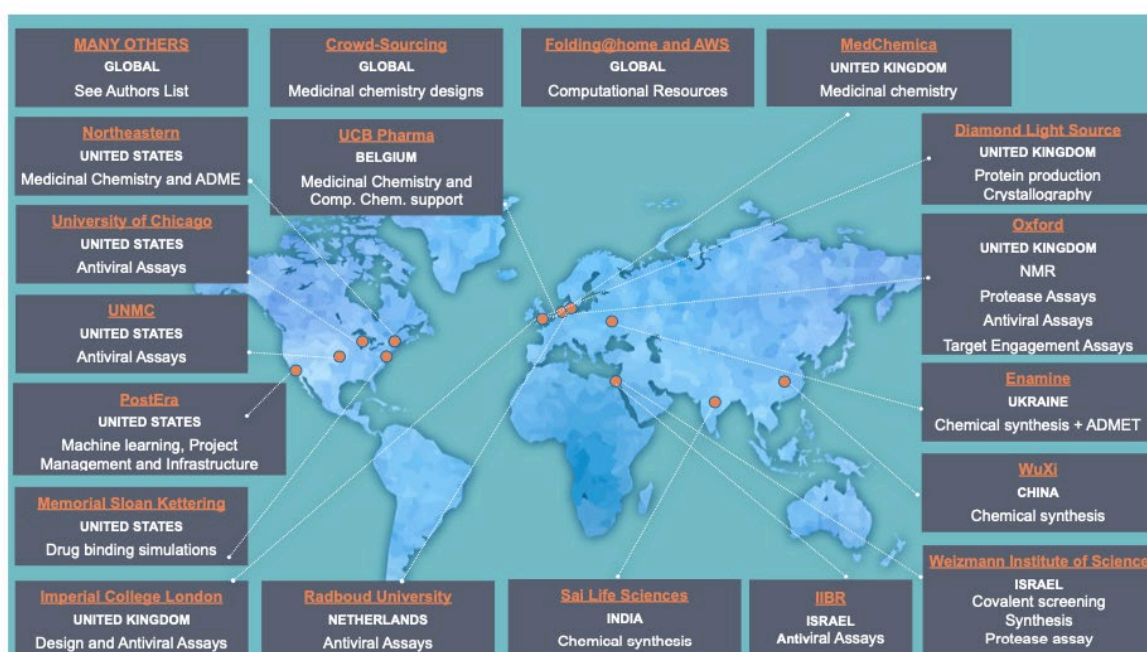 MANY OTHERS
GLOBAL
See Authors List
Crowd-Sourcing
GLOBAL
Medicinal chemistry designs
Folding@home and AWS
GLOBAL
Computational Resources
MedChemica
UNITED KINGDOM
Medicinal chemistry
Northeastern
UNITED STATES
Medicinal Chemistry and ADME
UCB Pharma
BELGIUM
Medicinal Chemistry and
Comp. Chem. support
Diamond Light Source
UNITED KINGDOM
Protein production
Crystallography
University of Chicago
UNITED STATES
Antiviral Assays
Oxford
UNITED KINGDOM
NMR
Protease Assays
Antiviral Assays
Target Engagement Assays
UNMC
UNITED STATES
Antiviral Assays
Enamine
UKRAINE
Chemical synthesis + ADMET
PostEra
UNITED STATES
Machine learning, Project
Management and Infrastructure
WuXi
CHINA
Chemical synthesis
Memorial Sloan Kettering
UNITED STATES
Drug binding simulations
Weizmann Institute of Science
ISRAEL
Covalent screening
Synthesis
Protease assay
Imperial College London
UNITED KINGDOM
Design and Antiviral Assays
Radboud University
NETHERLANDS
Antiviral Assays
Sai Life Sciences
INDIA
Chemical synthesis
IIBR
ISRAEL
Antiviral Assays